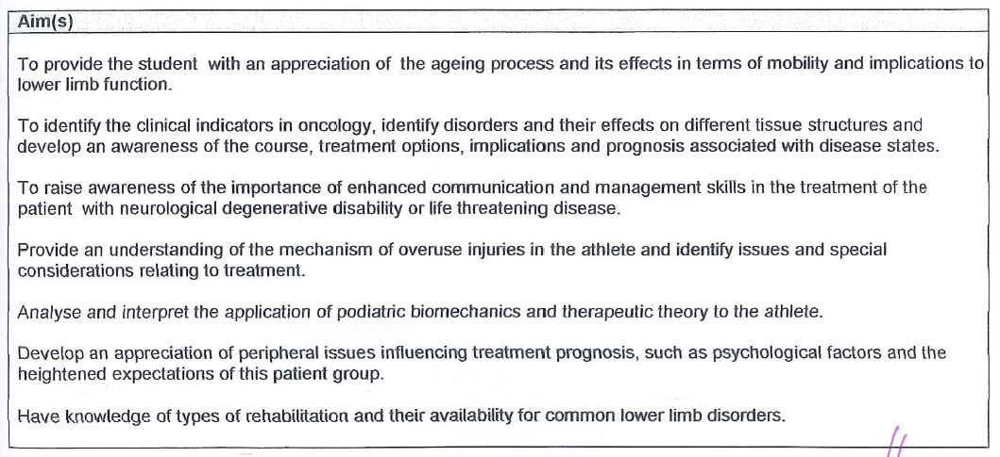 Aim(s)
To provide the student with an appreciation of the ageing process and its effects in terms of mobility and implications to
lower limb function.
To identify the clinical indicators in oncology, identify disorders and their effects on different tissue structures and
develop an awareness of the course, treatment options, implications and prognosis associated with disease states.
To raise awareness of the importance of enhanced communication and management skills in the treatment of the
patient with neurological degenerative disability or life threatening disease.
Provide an understanding of the mechanism of overuse injuries in the athlete and identify issues and special
considerations relating to treatment.
Analyse and interpret the application of podiatric biomechanics and therapeutic theory to the athlete.
Develop an appreciation of peripheral issues influencing treatment prognosis, such as psychological factors and the
heightened expectations of this patient group.
Have knowledge of types of rehabilitation and their availability for common lower limb disorders.